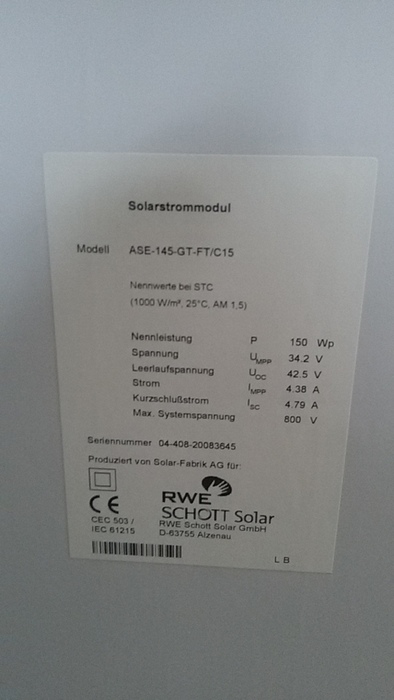 Solarstrommodul
Modell ASE-145-GT-FT/C15
Nennwerte bei STC
(1000 W/m², 25°C, AM 1,5)
Nennleistung P 150 Wp
Spannung UMPP 34.2 V
Leerlaufspannung UOC 42.5 V
Strom IMPP 4.38 A
Kurzschlußstrom ISC 4.79 A
Max. Systemspannung 800 V
Seriennummer 04-408-20083645
Produziert von Solar-Fabrik AG für:
RWE
SCHOTT Solar
CE
CEC 503 /
IEC 61215
RWE Schott Solar GmbH
D-63755 Alzenau
L B